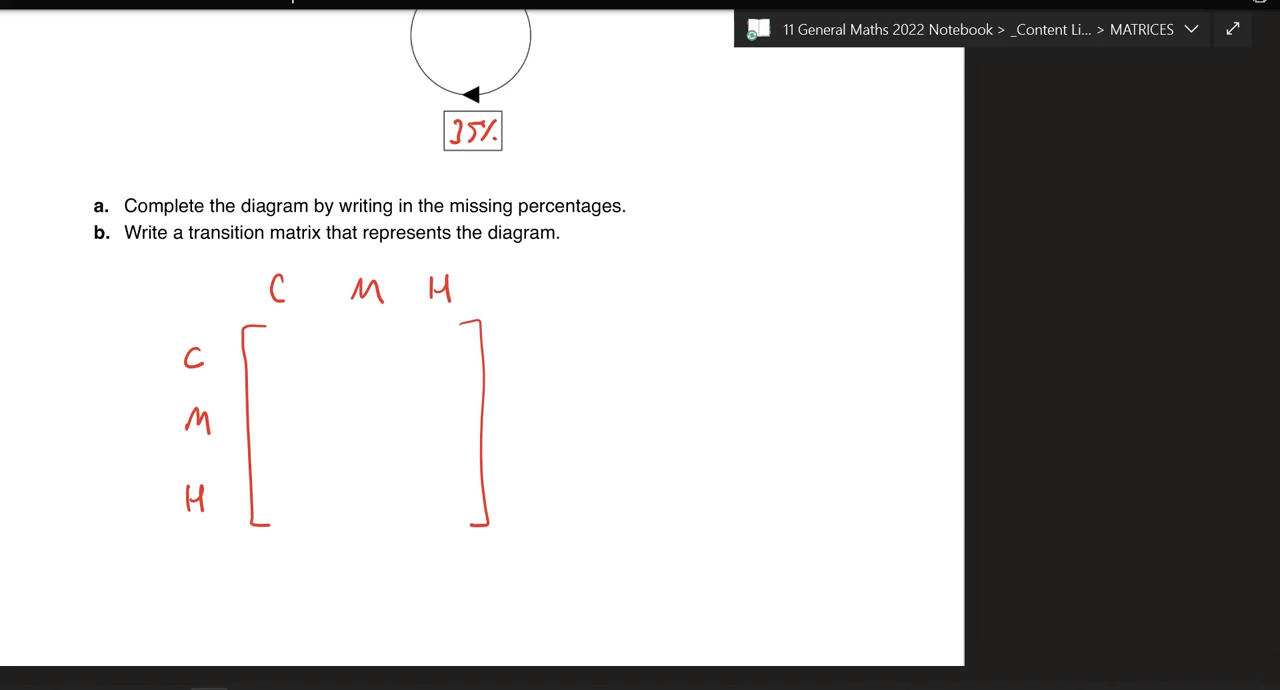 11 General Maths 2022 Notebook > _Content Li... > MATRICES
35%
a. Complete the diagram by writing in the missing percentages.
b. Write a transition matrix that represents the diagram.
C M H
C
M
H